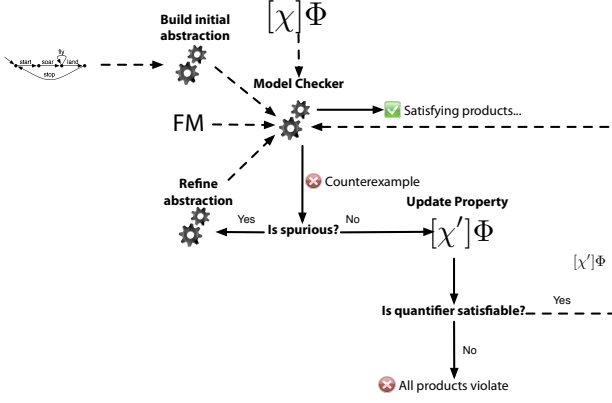 Build initial
abstraction
[χ]Φ
fly
start soar land
stop
Model Checker
Satisfying products...
FM
Counterexample
Refine
abstraction
Update Property
Yes Is spurious? No
[χ′]Φ
[χ′]Φ
Is quantifier satisfiable? Yes
No
All products violate